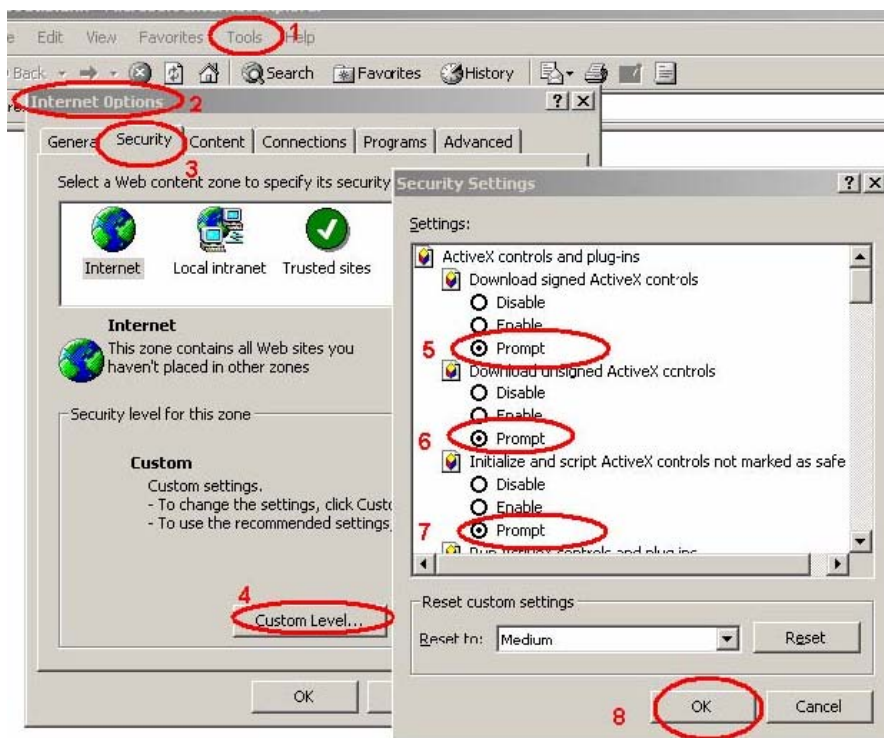 Edit View Favorites Tools Help 1
Back Search Favorites History
Internet Options 2
General Security Content Connections Programs Advanced
3
Select a Web content zone to specify its security
Internet Local intranet Trusted sites
Internet
This zone contains all Web sites you
haven't placed in other zones
Security level for this zone
Custom
Custom settings.
- To change the settings, click Custo
- To use the recommended settings,
4
Custom Level...
OK
Security Settings
Settings:
ActiveX controls and plug-ins
Download signed ActiveX controls
Disable
Enable
5 Prompt
Download unsigned ActiveX controls
Disable
Enable
6 Prompt
Initialize and script ActiveX controls not marked as safe
Disable
Enable
7 Prompt
Run ActiveX controls and plug-ins
Reset custom settings
Reset to: Medium Reset
8 OK Cancel